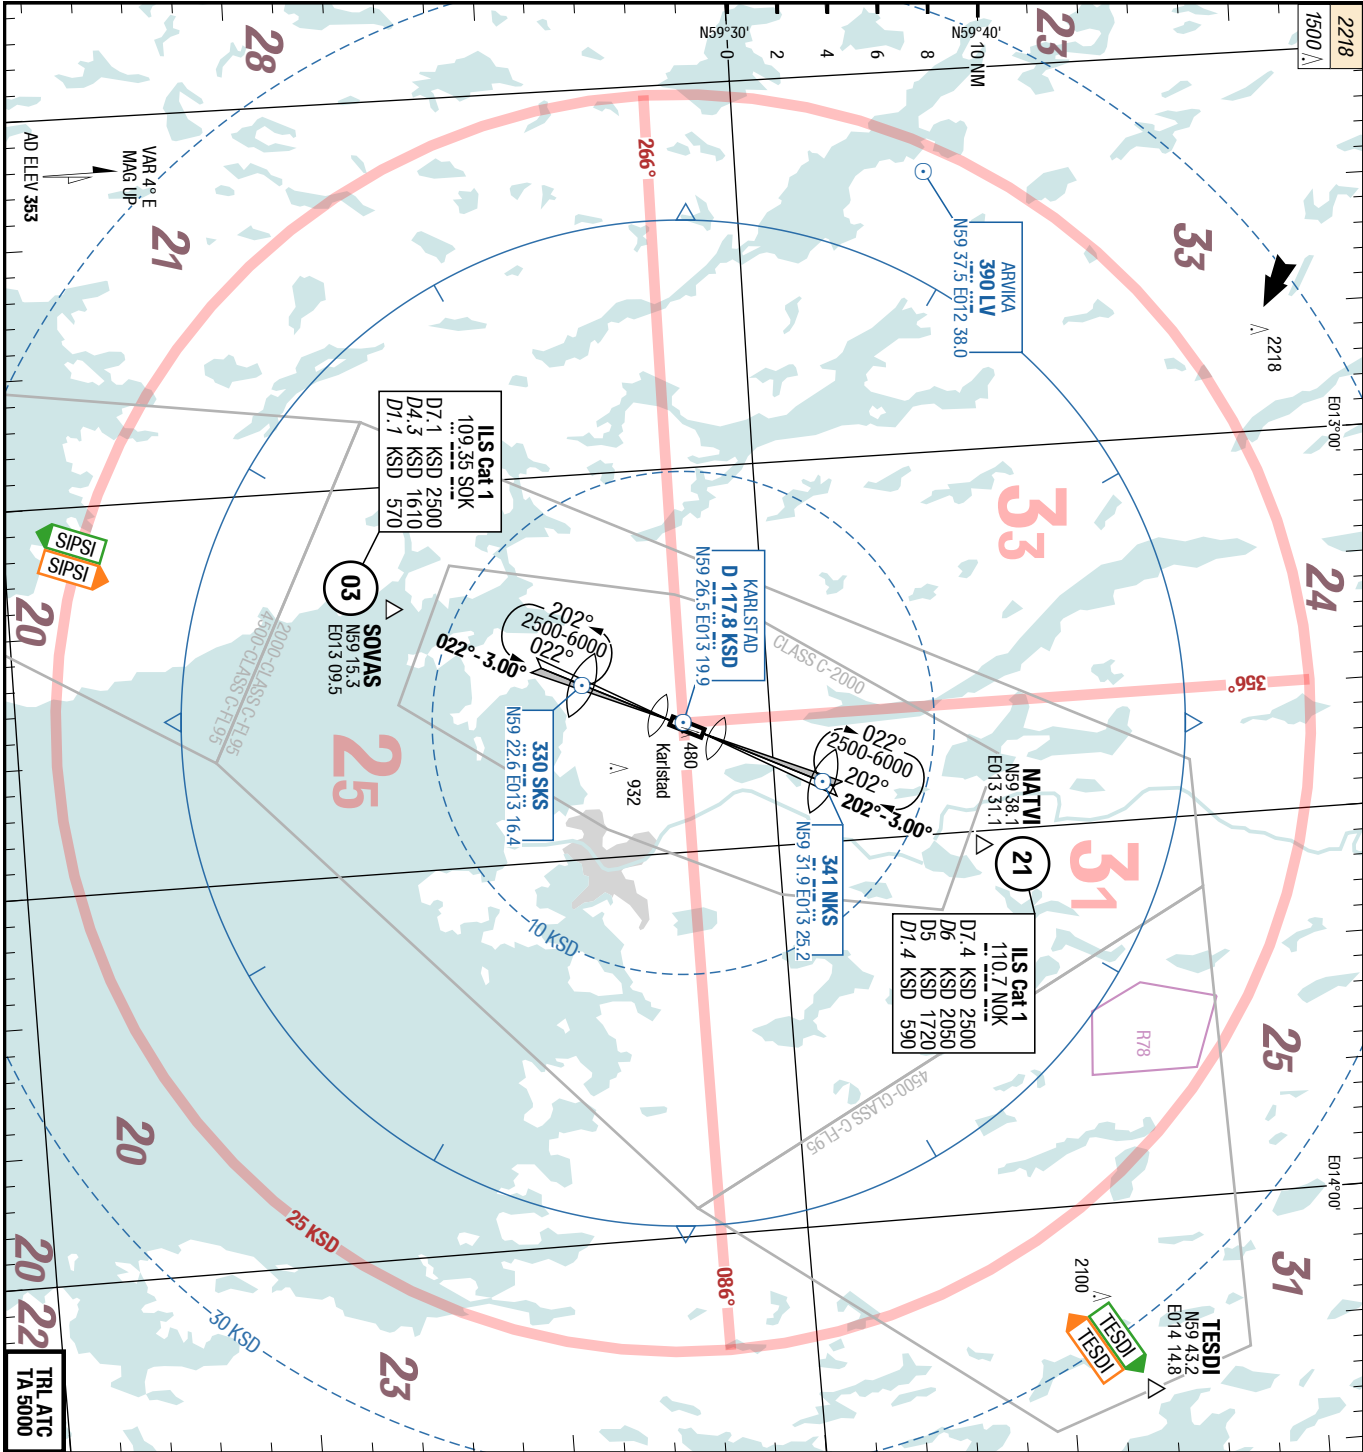 2218
1500
23
N59°40'
10 NM
8
6
4
2
0
N59°30'
28
VAR 4° E
MAG UP
AD ELEV 353
21
266°
ARVIKA
390 LV
N59 37.5 E012 38.0
33
2218
E013°00'
ILS Cat 1
109.35 SOK
D7.1 KSD 2500
D4.3 KSD 1610
D1.1 KSD 570
33
24
SIPSI
SIPSI
20
03
SOVAS
N59 15.3
E013 09.5
2000-CLASS C-FL95
4500-CLASS C-FL95
202°
2500-6000
022°
022°-3.00°
KARLSTAD
D 117.8 KSD
N59 26.5 E013 19.9
CLASS C-2000
356°
330 SKS
N59 22.6 E013 16.4
480
Karlstad
932
25
022°
2500-6000
202°
202°-3.00°
NATVI
N59 38.1
E013 31.1
21
31
341 NKS
N59 31.9 E013 25.2
ILS Cat 1
110.7 NOK
D7.4 KSD 2500
D6 KSD 2050
D5 KSD 1720
D1.4 KSD 590
10 KSD
R78
25
4500-CLASS C-FL95
E014°00'
20
25 KSD
086°
30 KSD
20
22
23
31
2100
TESDI
TESDI
TESDI
N59 43.2
E014 14.8
TRL ATC
TA 5000